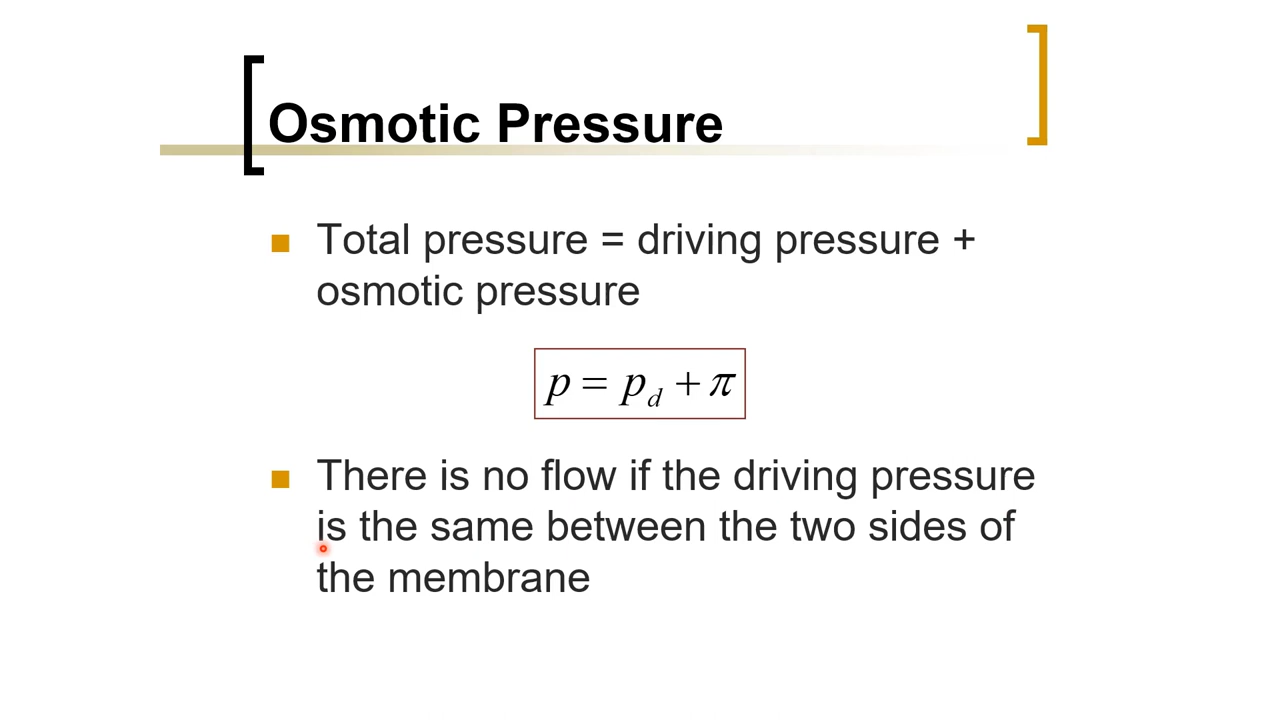 Osmotic Pressure
Total pressure = driving pressure +
osmotic pressure
p = p_d + π
There is no flow if the driving pressure
is the same between the two sides of
the membrane